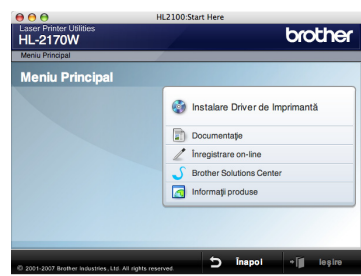 HL2100:Start Here
Laser Printer Utilities
HL-2170W
brother
Meniu Principal
Meniu Principal
Instalare Driver de Imprimantă
Documentaţie
Înregistrare on-line
Brother Solutions Center
Informaţii produse
© 2001-2007 Brother Industries, Ltd. All rights reserved
Înapoi
Ieşire